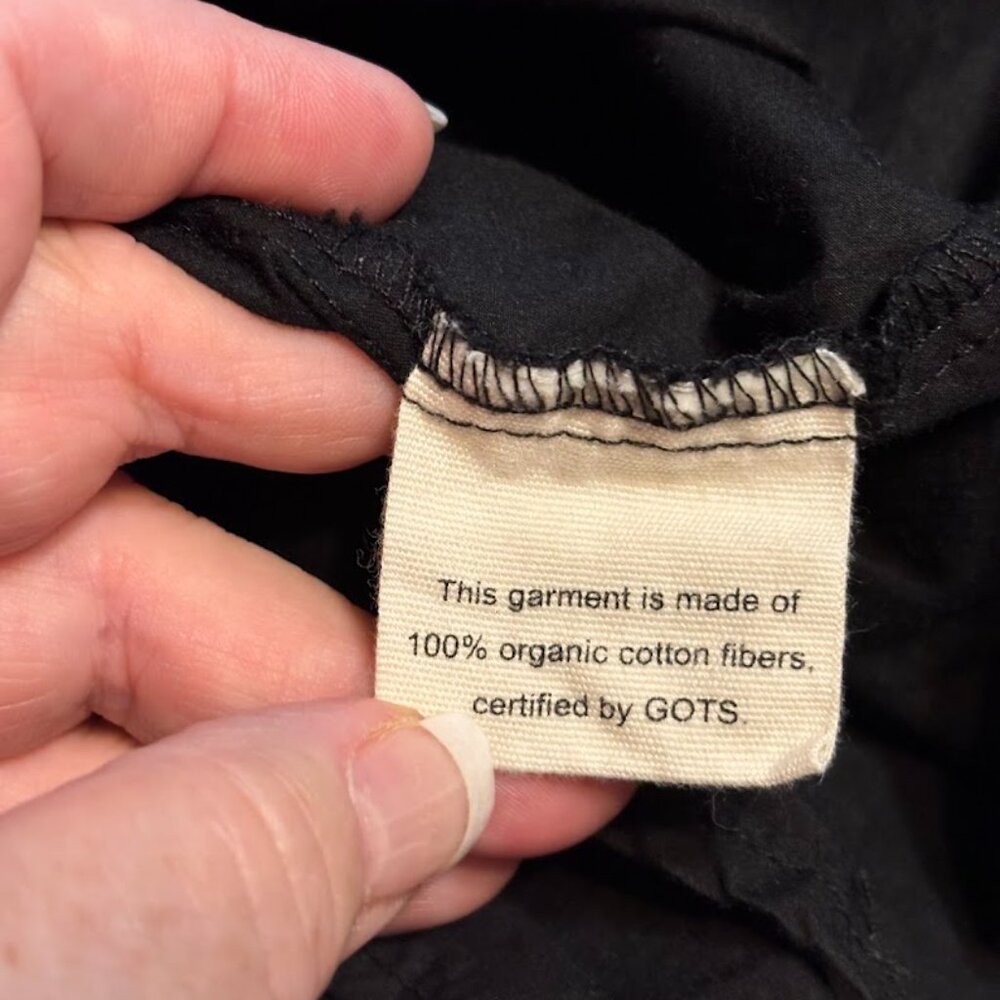 This garment is made of
100% organic cotton fibers,
certified by GOTS.